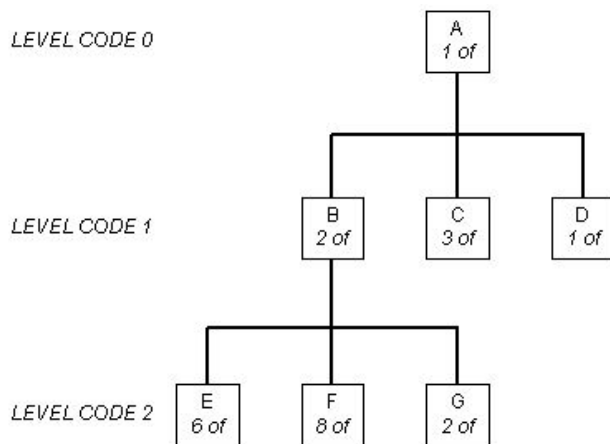 LEVEL CODE 0
A
1 of
LEVEL CODE 1
B
2 of
C
3 of
D
1 of
LEVEL CODE 2
E
6 of
F
8 of
G
2 of